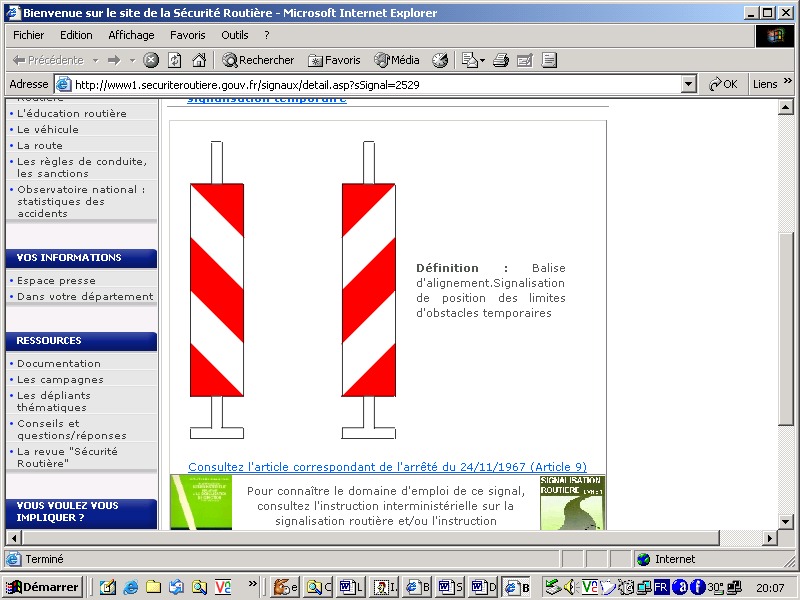 Bienvenue sur le site de la Sécurité Routière - Microsoft Internet Explorer
Fichier Edition Affichage Favoris Outils ?
Précédente Rechercher Favoris Média
Adresse http://www1.securiteroutiere.gouv.fr/signaux/detail.asp?sSignal=2529 OK Liens »
Routière
• L'éducation routière
• Le véhicule
• La route
• Les règles de conduite,
les sanctions
• Observatoire national :
statistiques des
accidents
VOS INFORMATIONS
• Espace presse
• Dans votre département
RESSOURCES
• Documentation
• Les campagnes
• Les dépliants
thématiques
• Conseils et
questions/réponses
• La revue "Sécurité
Routière"
VOUS VOULEZ VOUS
IMPLIQUER ?
signalisation temporaire
Définition : Balise
d'alignement.Signalisation
de position des limites
d'obstacles temporaires
Consultez l'article correspondant de l'arrêté du 24/11/1967 (Article 9)
Pour connaître le domaine d'emploi de ce signal,
consultez l'instruction interministérielle sur la
signalisation routière et/ou l'instruction
SIGNALISATION
ROUTIERE
Terminé Internet
Démarrer » e C L I. B S D B FR 30° 20:07